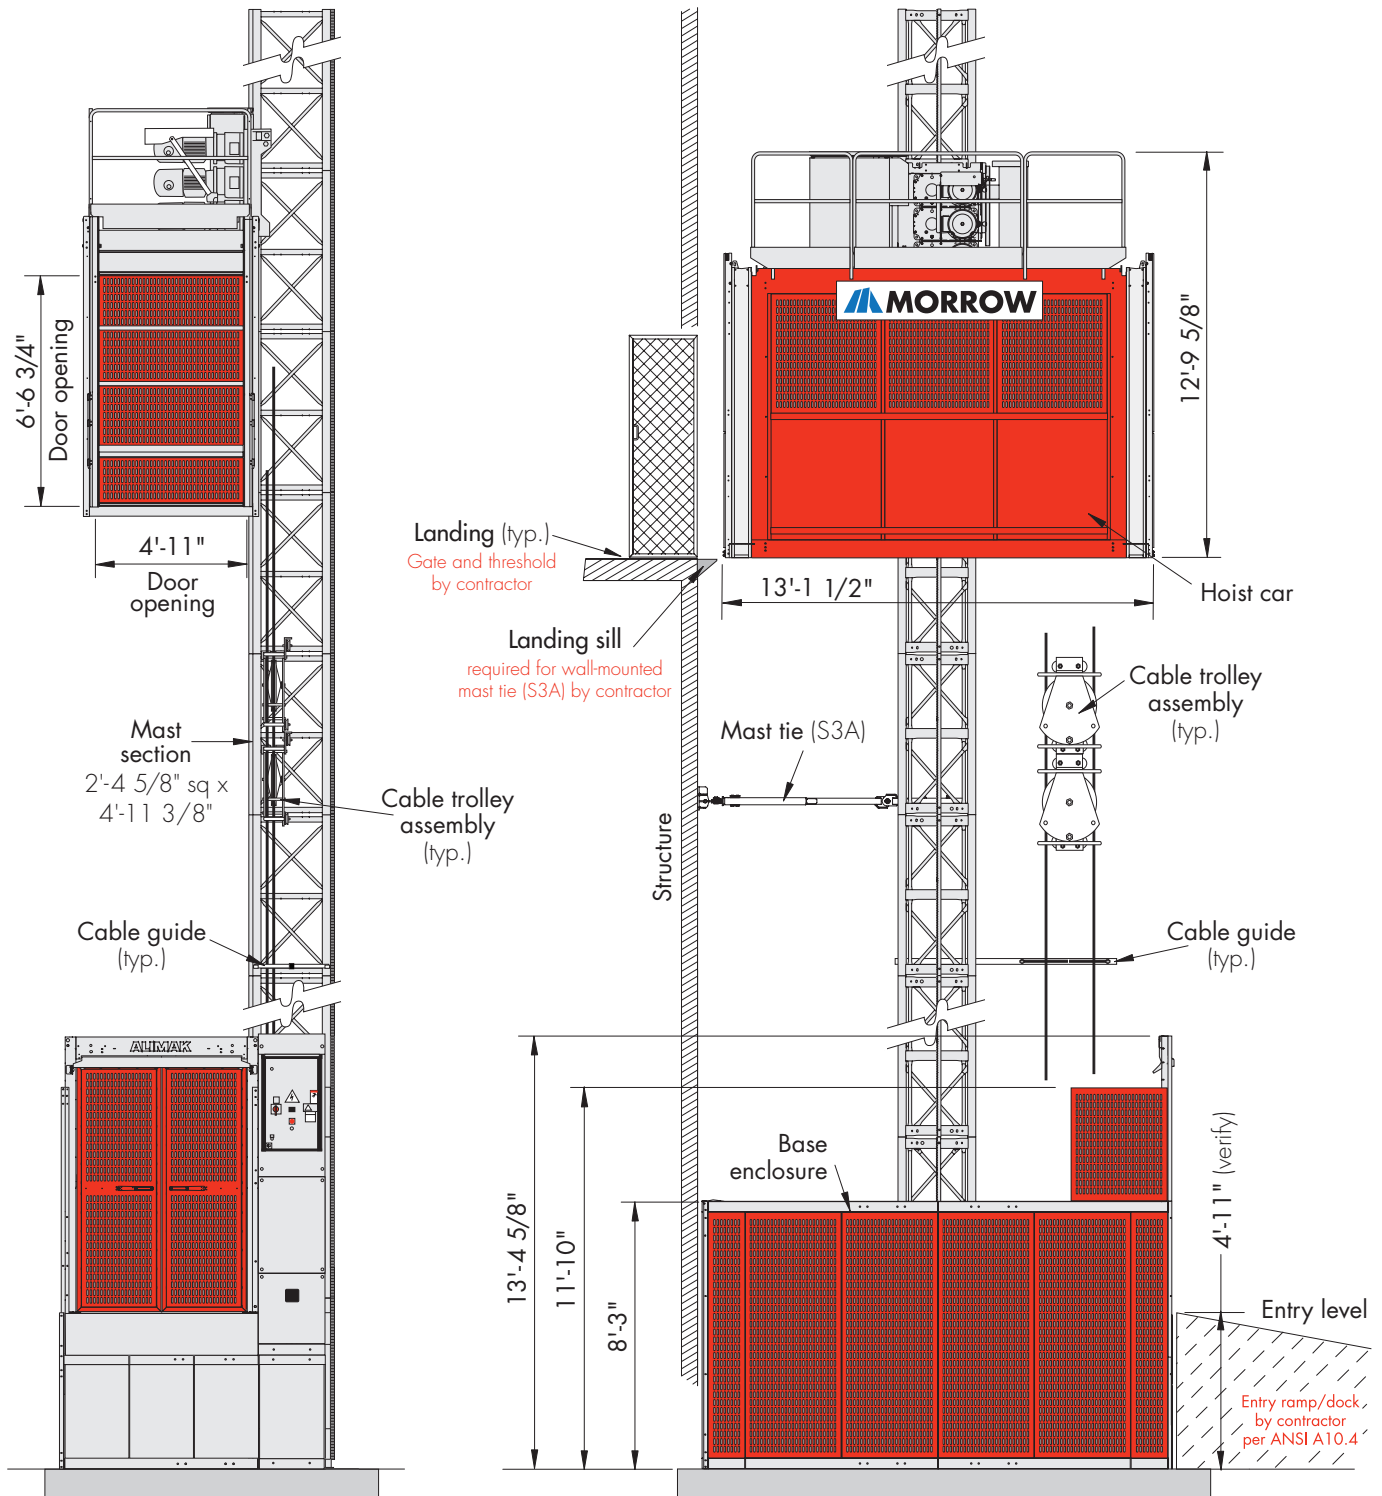 MORROW
6'-6 3/4"
Door opening
4'-11"
Door
opening
12'-9 5/8"
13'-1 1/2"
Hoist car
Landing (typ.)
Gate and threshold
by contractor
Landing sill
required for wall-mounted
mast tie (S3A) by contractor
Mast
section
2'-4 5/8" sq x
4'-11 3/8"
Cable trolley
assembly
(typ.)
Mast tie (S3A)
Cable trolley
assembly
(typ.)
Structure
Cable guide
(typ.)
Cable guide
(typ.)
ALIMAK
Base
enclosure
13'-4 5/8"
11'-10"
8'-3"
4'-11" (verify)
Entry level
Entry ramp/dock
by contractor
per ANSI A10.4